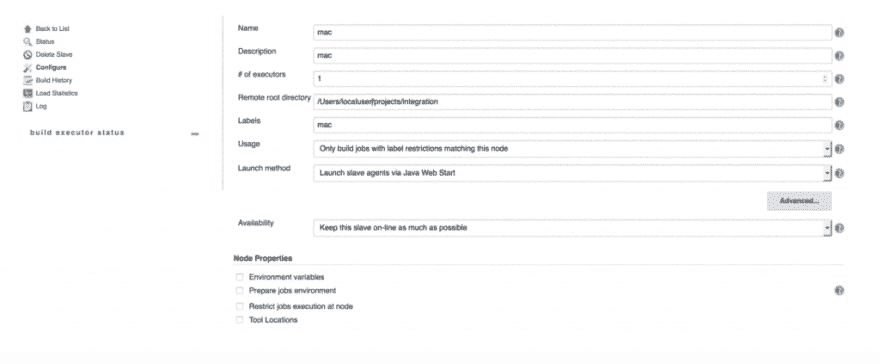 Back to List
Status
Delete Slave
Configure
Build History
Load Statistics
Log
build executor status
Name
mac
Description
mac
# of executors
1
Remote root directory
/Users/localuser/projects/integration
Labels
mac
Usage
Only build jobs with label restrictions matching this node
Launch method
Launch slave agents via Java Web Start
Advanced...
Availability
Keep this slave on-line as much as possible
Node Properties
Environment variables
Prepare jobs environment
Restrict jobs execution at node
Tool Locations